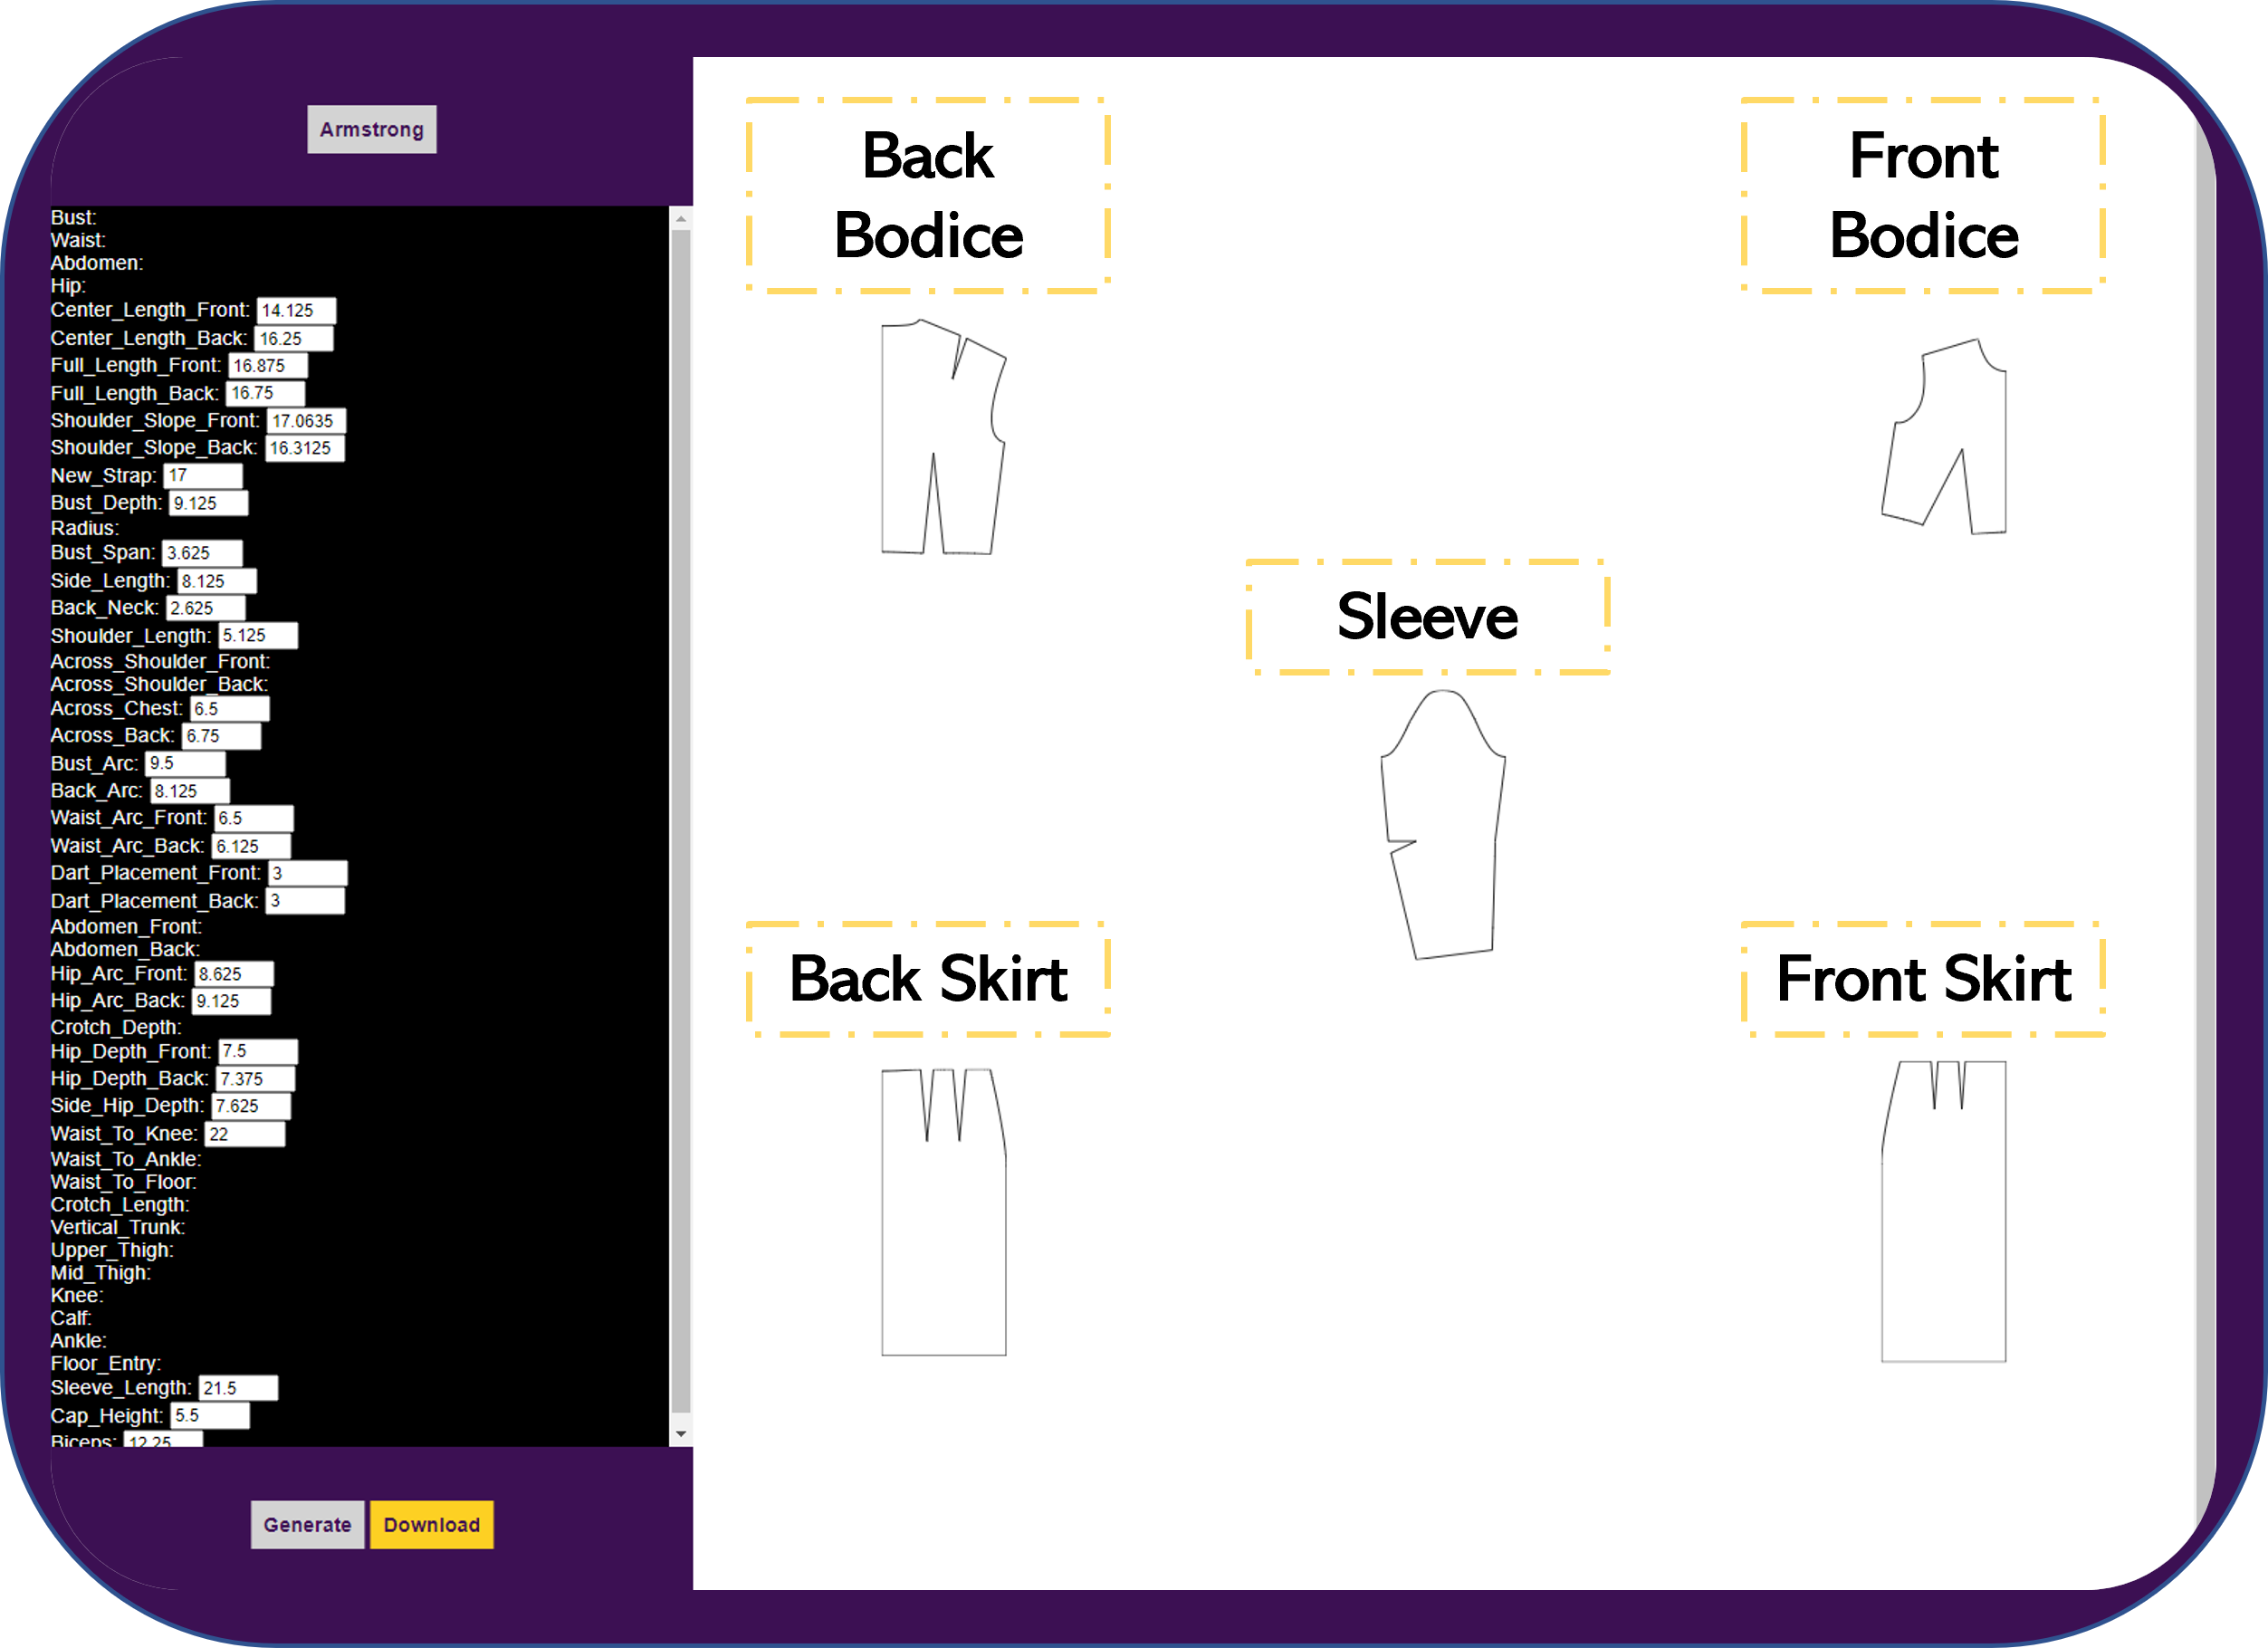 Armstrong
Bust:
Waist:
Abdomen:
Hip:
Center_Length_Front: 14.125
Center_Length_Back: 16.25
Full_Length_Front: 16.875
Full_Length_Back: 16.75
Shoulder_Slope_Front: 17.0635
Shoulder_Slope_Back: 16.3125
New_Strap: 17
Bust_Depth: 9.125
Radius:
Bust_Span: 3.625
Side_Length: 8.125
Back_Neck: 2.625
Shoulder_Length: 5.125
Across_Shoulder_Front:
Across_Shoulder_Back:
Across_Chest: 6.5
Across_Back: 6.75
Bust_Arc: 9.5
Back_Arc: 8.125
Waist_Arc_Front: 6.5
Waist_Arc_Back: 6.125
Dart_Placement_Front: 3
Dart_Placement_Back: 3
Abdomen_Front:
Abdomen_Back:
Hip_Arc_Front: 8.625
Hip_Arc_Back: 9.125
Crotch_Depth:
Hip_Depth_Front: 7.5
Hip_Depth_Back: 7.375
Side_Hip_Depth: 7.625
Waist_To_Knee: 22
Waist_To_Ankle:
Waist_To_Floor:
Crotch_Length:
Vertical_Trunk:
Upper_Thigh:
Mid_Thigh:
Knee:
Calf:
Ankle:
Floor_Entry:
Sleeve_Length: 21.5
Cap_Height: 5.5
Biceps: 12.25
Generate Download
Back
Bodice
Front
Bodice
Sleeve
Back Skirt
Front Skirt